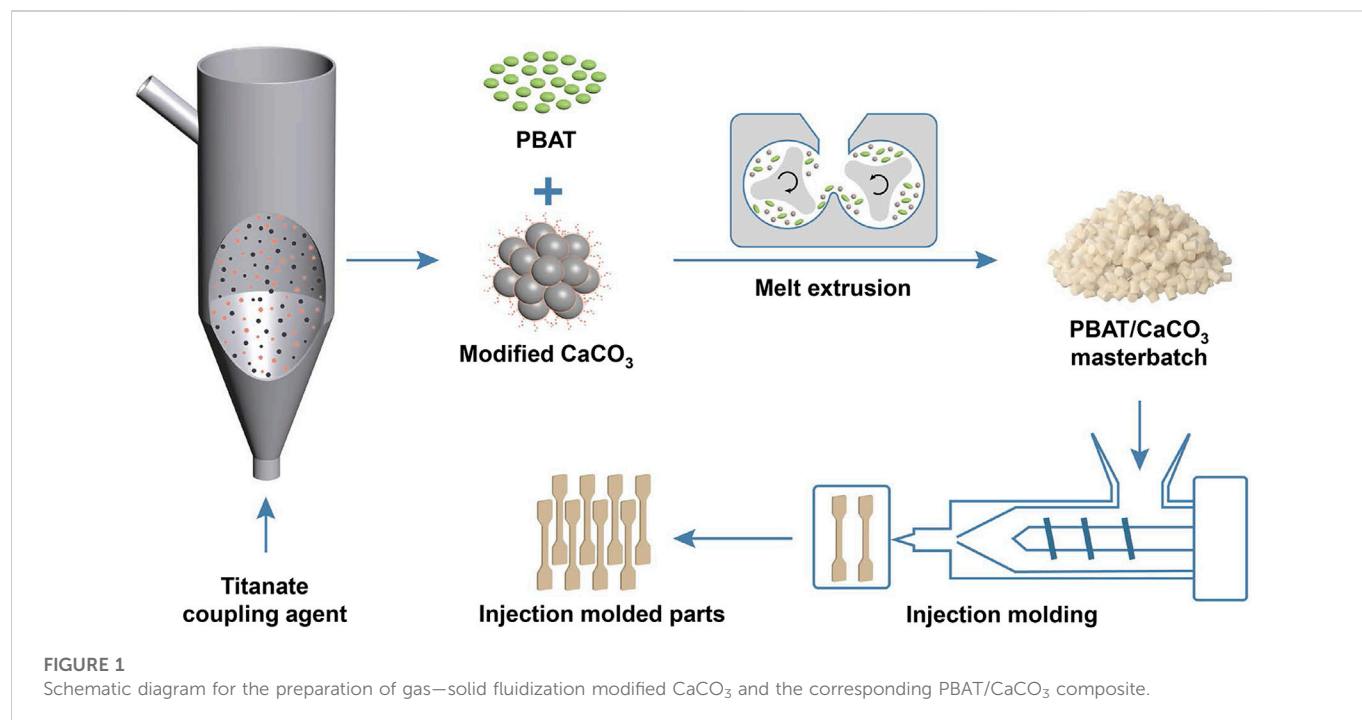 PBAT
+
Modified CaCO₃
Melt extrusion
PBAT/CaCO₃
masterbatch
Titanate
coupling agent
Injection molded parts
Injection molding
FIGURE 1
Schematic diagram for the preparation of gas—solid fluidization modified CaCO₃ and the corresponding PBAT/CaCO₃ composite.